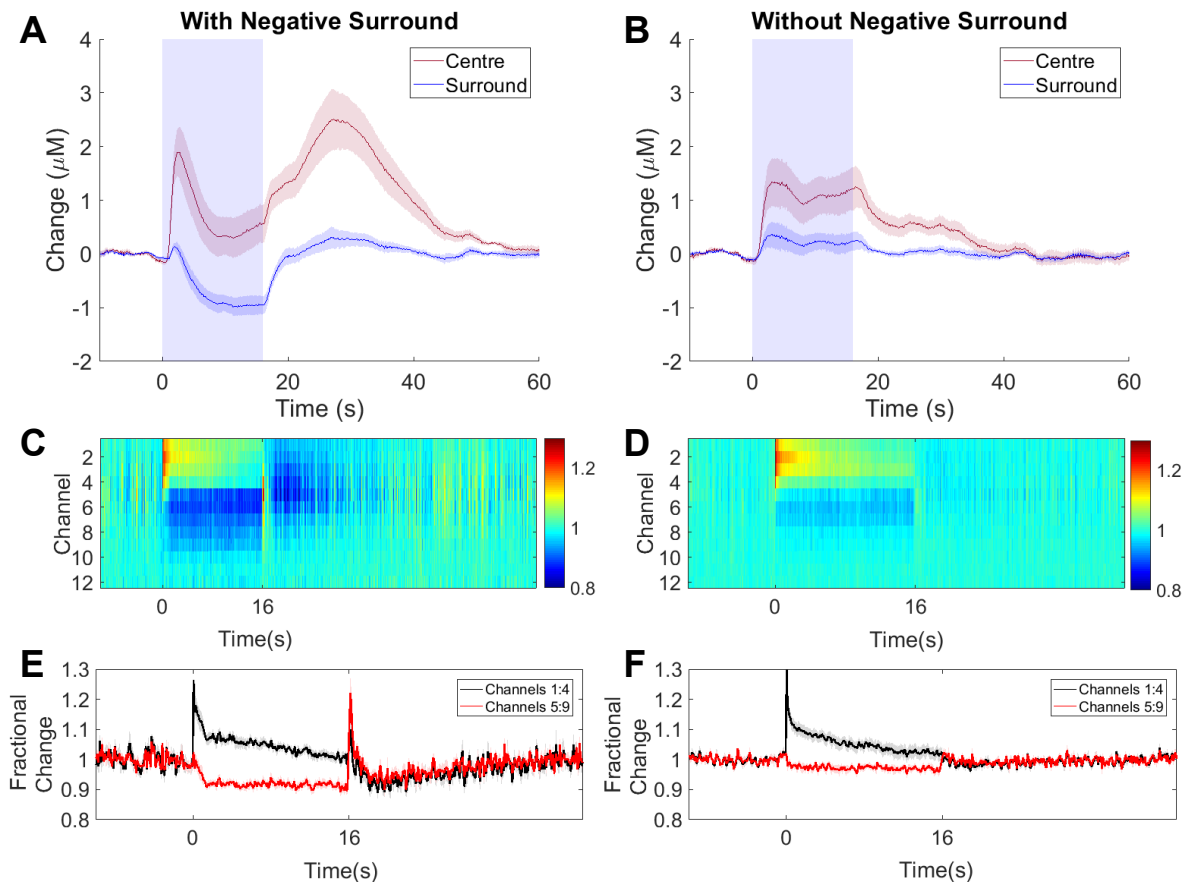 A
With Negative Surround
Change (μM)
4
3
2
1
0
-1
-2
Centre
Surround
0
20
40
60
Time (s)
B
Without Negative Surround
Change (μM)
4
3
2
1
0
-1
-2
Centre
Surround
0
20
40
60
Time (s)
C
Channel
2
4
6
8
10
12
0
16
Time(s)
1.2
1
0.8
D
Channel
2
4
6
8
10
12
0
16
Time(s)
1.2
1
0.8
E
Fractional
Change
1.3
1.2
1.1
1
0.9
0.8
Channels 1:4
Channels 5:9
0
16
Time(s)
F
Fractional
Change
1.3
1.2
1.1
1
0.9
0.8
Channels 1:4
Channels 5:9
0
16
Time(s)